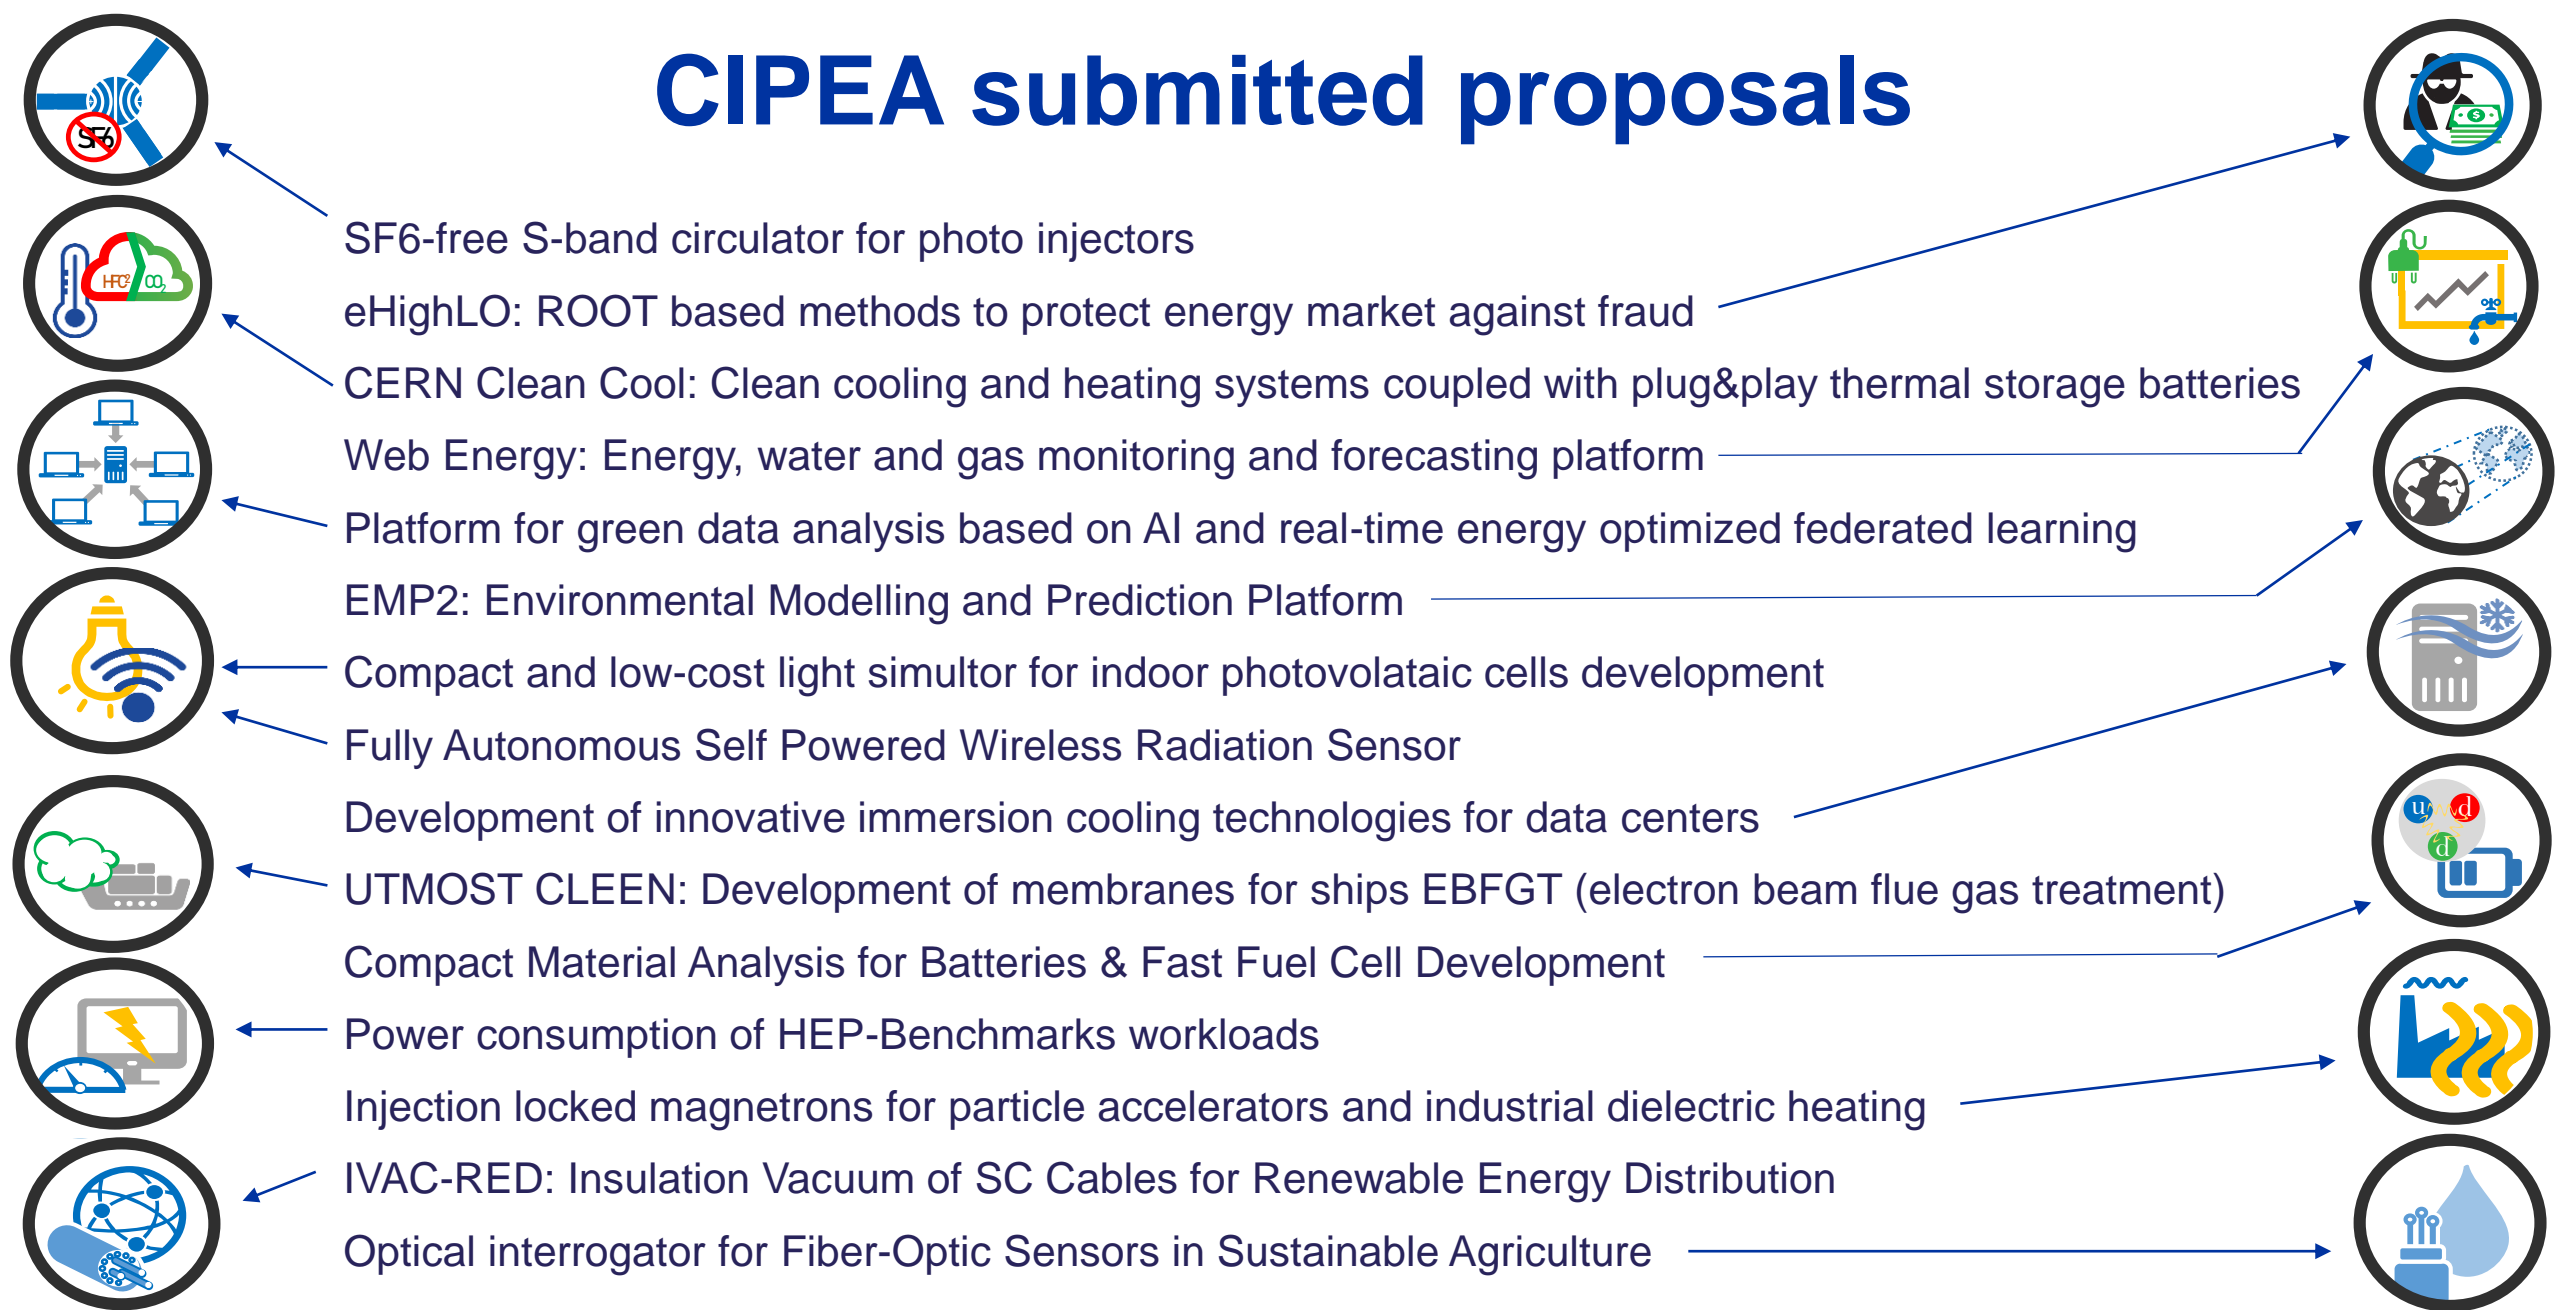 CIPEA submitted proposals
SF6
HFC² CO₂
SF6-free S-band circulator for photo injectors
eHighLO: ROOT based methods to protect energy market against fraud
CERN Clean Cool: Clean cooling and heating systems coupled with plug&play thermal storage batteries
Web Energy: Energy, water and gas monitoring and forecasting platform
Platform for green data analysis based on AI and real-time energy optimized federated learning
EMP2: Environmental Modelling and Prediction Platform
Compact and low-cost light simultor for indoor photovolataic cells development
Fully Autonomous Self Powered Wireless Radiation Sensor
Development of innovative immersion cooling technologies for data centers
UTMOST CLEEN: Development of membranes for ships EBFGT (electron beam flue gas treatment)
Compact Material Analysis for Batteries & Fast Fuel Cell Development
Power consumption of HEP-Benchmarks workloads
Injection locked magnetrons for particle accelerators and industrial dielectric heating
IVAC-RED: Insulation Vacuum of SC Cables for Renewable Energy Distribution
Optical interrogator for Fiber-Optic Sensors in Sustainable Agriculture
$
u d
d